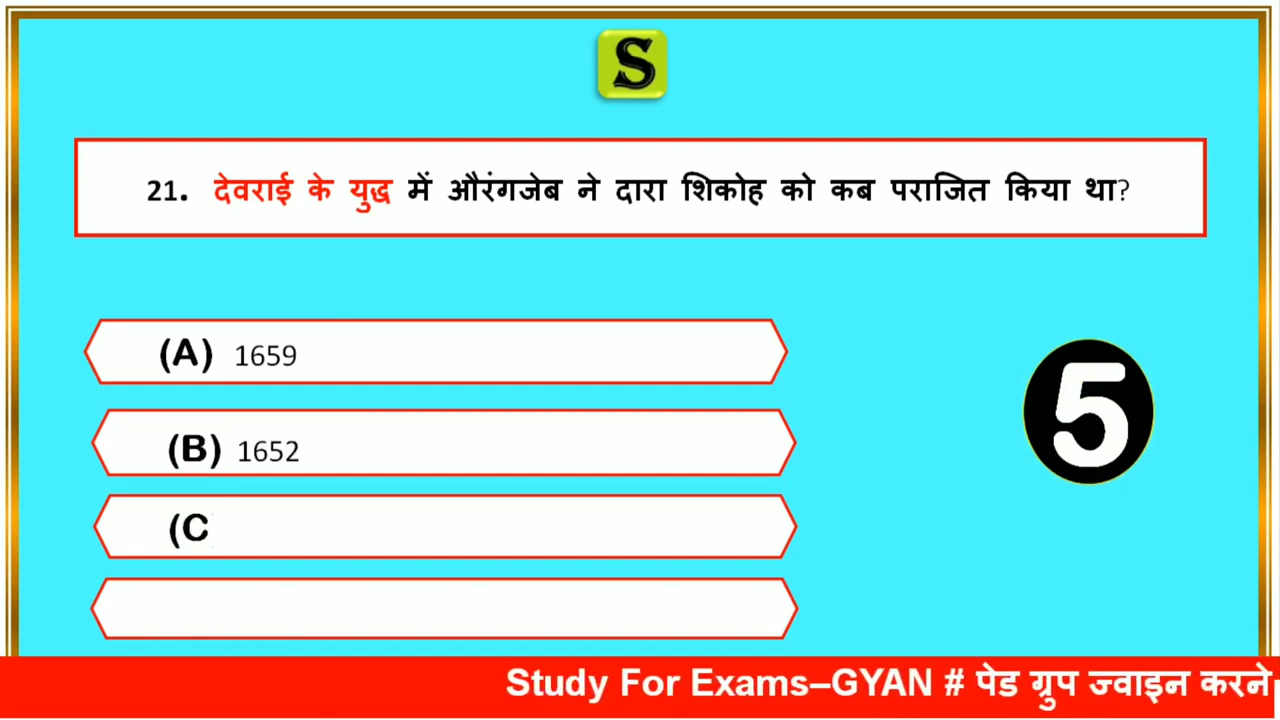 S
21. देवराई के युद्ध में औरंगजेब ने दारा शिकोह को कब पराजित किया था?
(A) 1659
(B) 1652
(C
5
Study For Exams–GYAN # पेड ग्रुप ज्वाइन करने